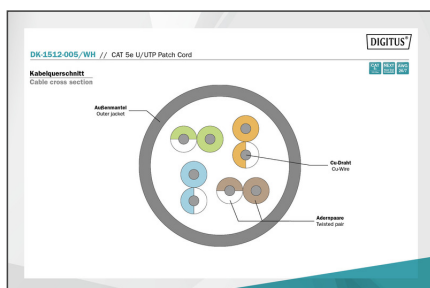 DIGITUS®
DK-1512-005/WH // CAT 5e U/UTP Patch Cord
Kabelquerschnitt
Cable cross section
Außenmantel
Outer jacket
Cu-Draht
Cu-Wire
Aderspaare
Twisted pair